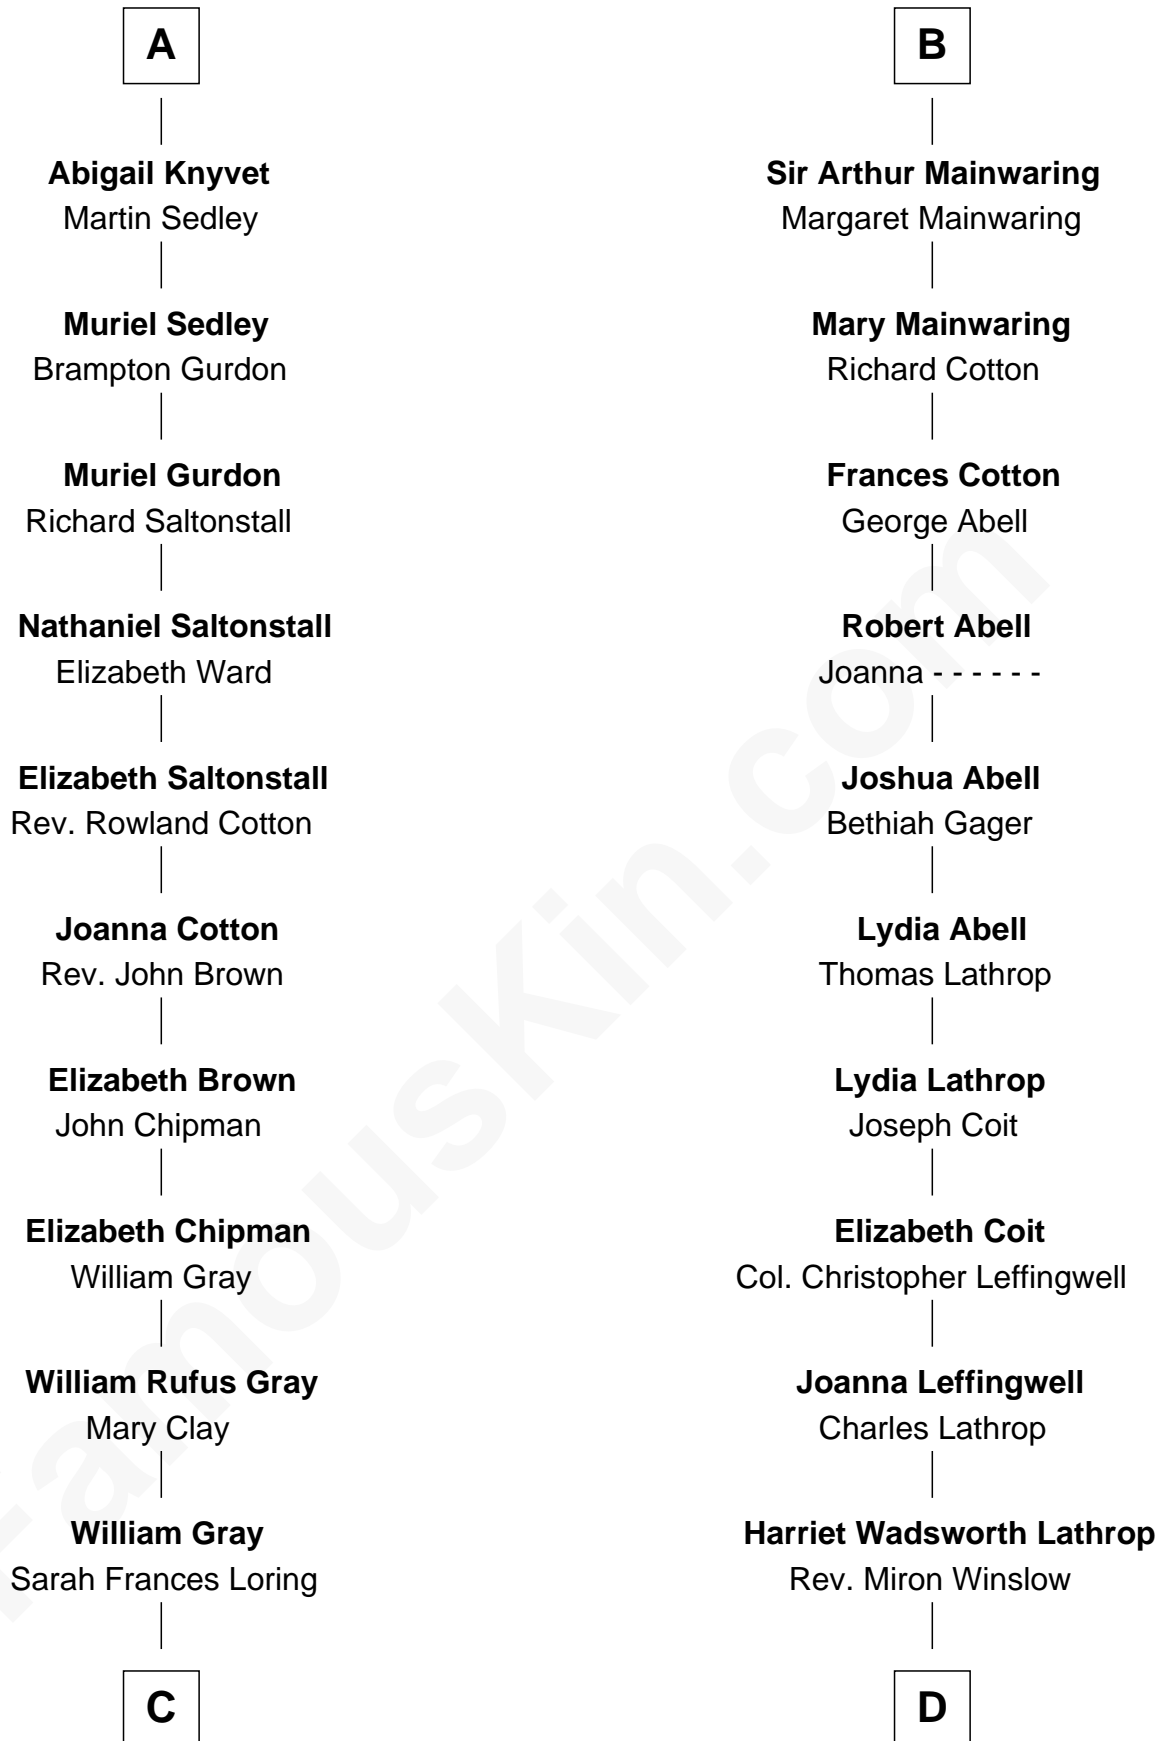 A
Abigail Knyvet
Martin Sedley
Muriel Sedley
Brampton Gurdon
Muriel Gurdon
Richard Saltonstall
Nathaniel Saltonstall
Elizabeth Ward
Elizabeth Saltonstall
Rev. Rowland Cotton
Joanna Cotton
Rev. John Brown
Elizabeth Brown
John Chipman
Elizabeth Chipman
William Gray
William Rufus Gray
Mary Clay
William Gray
Sarah Frances Loring
C
B
Sir Arthur Mainwaring
Margaret Mainwaring
Mary Mainwaring
Richard Cotton
Frances Cotton
George Abell
Robert Abell
Joanna - - - - - -
Joshua Abell
Bethiah Gager
Lydia Abell
Thomas Lathrop
Lydia Lathrop
Joseph Coit
Elizabeth Coit
Col. Christopher Leffingwell
Joanna Leffingwell
Charles Lathrop
Harriet Wadsworth Lathrop
Rev. Miron Winslow
D
FamousKin.com